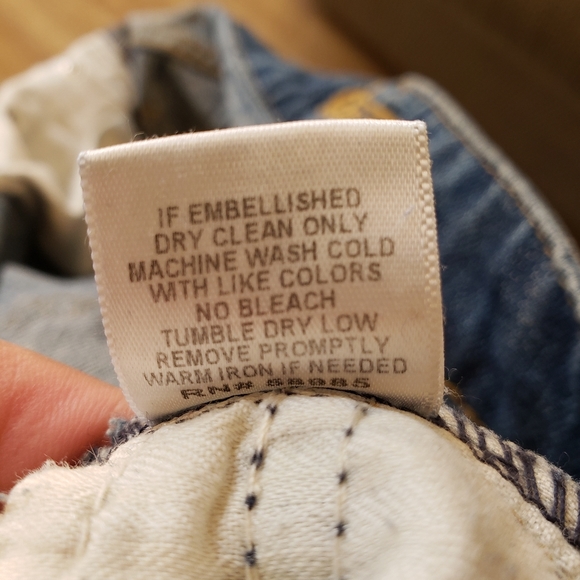 IF EMBELLISHED
DRY CLEAN ONLY
MACHINE WASH COLD
WITH LIKE COLORS
NO BLEACH
TUMBLE DRY LOW
REMOVE PROMPTLY
WARM IRON IF NEEDED
RN#